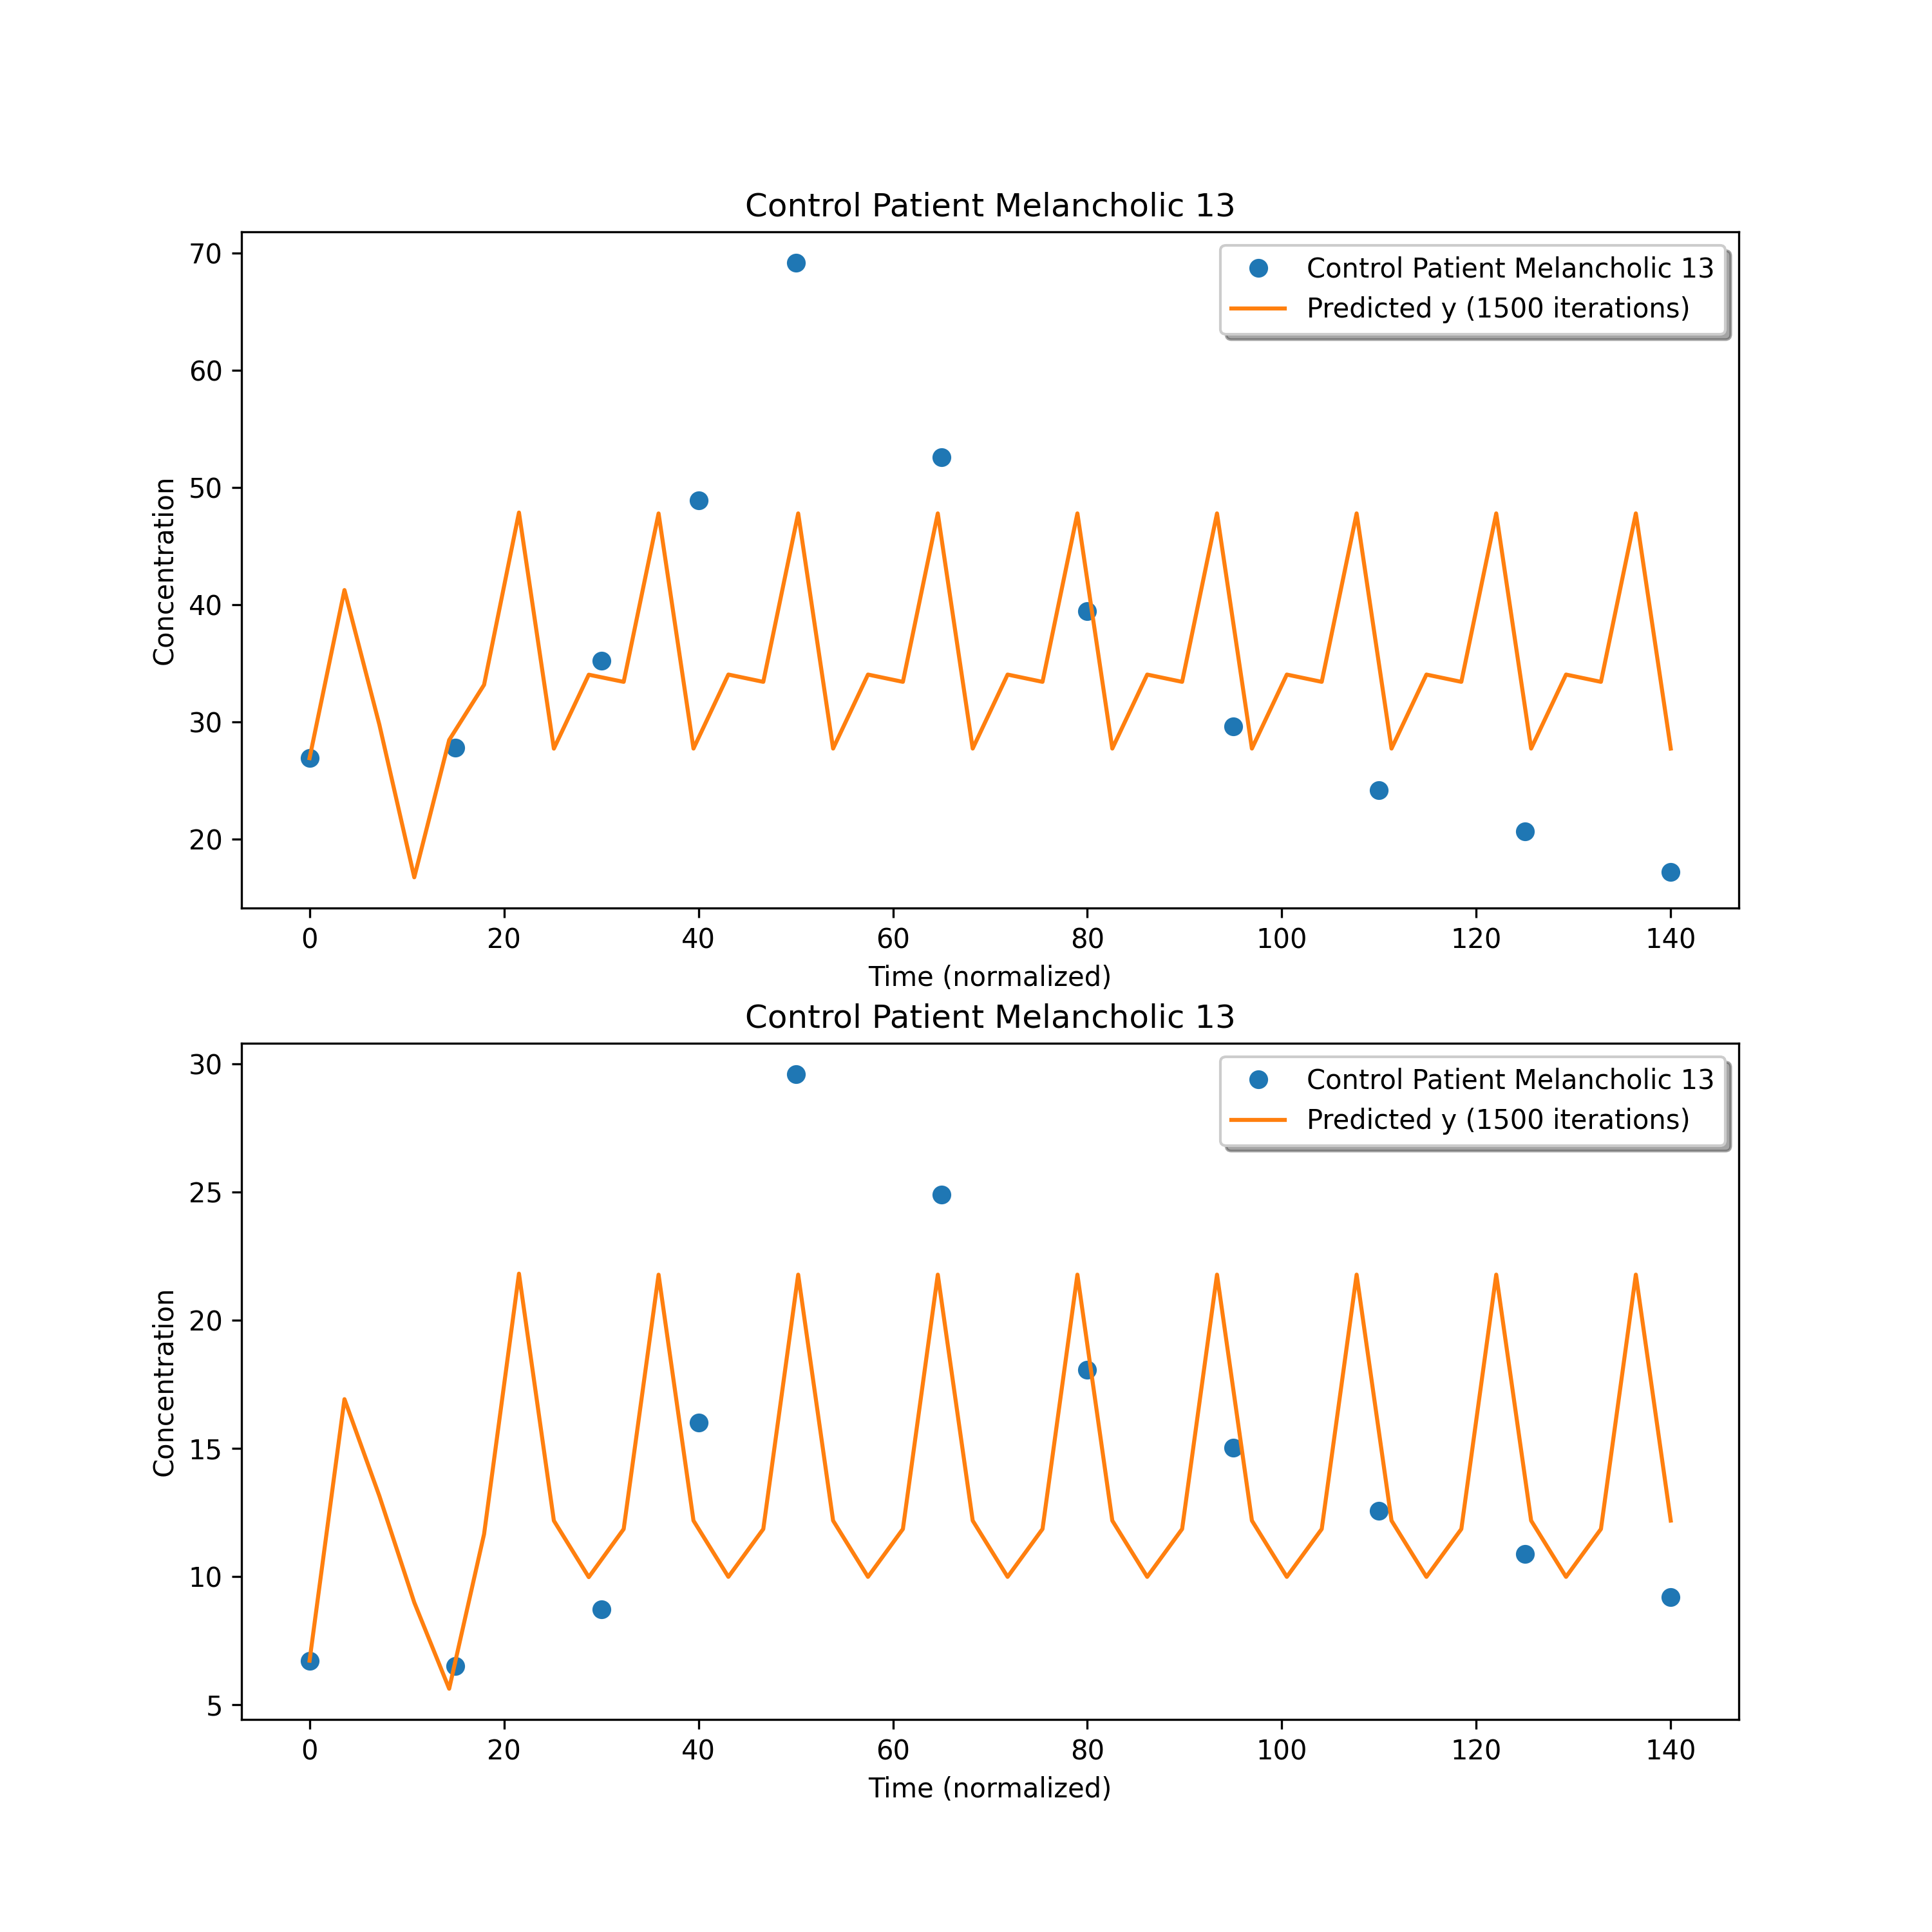 Control Patient Melancholic 13
70
60
50
40
30
20
Concentration
Control Patient Melancholic 13
Predicted y (1500 iterations)
0 20 40 60 80 100 120 140
Time (normalized)
Control Patient Melancholic 13
30
25
20
15
10
5
Concentration
Control Patient Melancholic 13
Predicted y (1500 iterations)
0 20 40 60 80 100 120 140
Time (normalized)